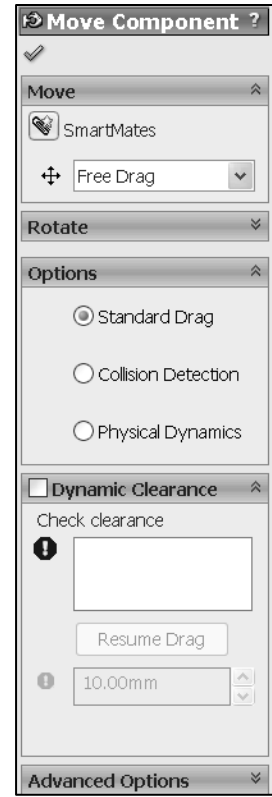 Move Component ?
Move
SmartMates
Free Drag
Rotate
Options
Standard Drag
Collision Detection
Physical Dynamics
Dynamic Clearance
Check clearance
Resume Drag
10.00mm
Advanced Options